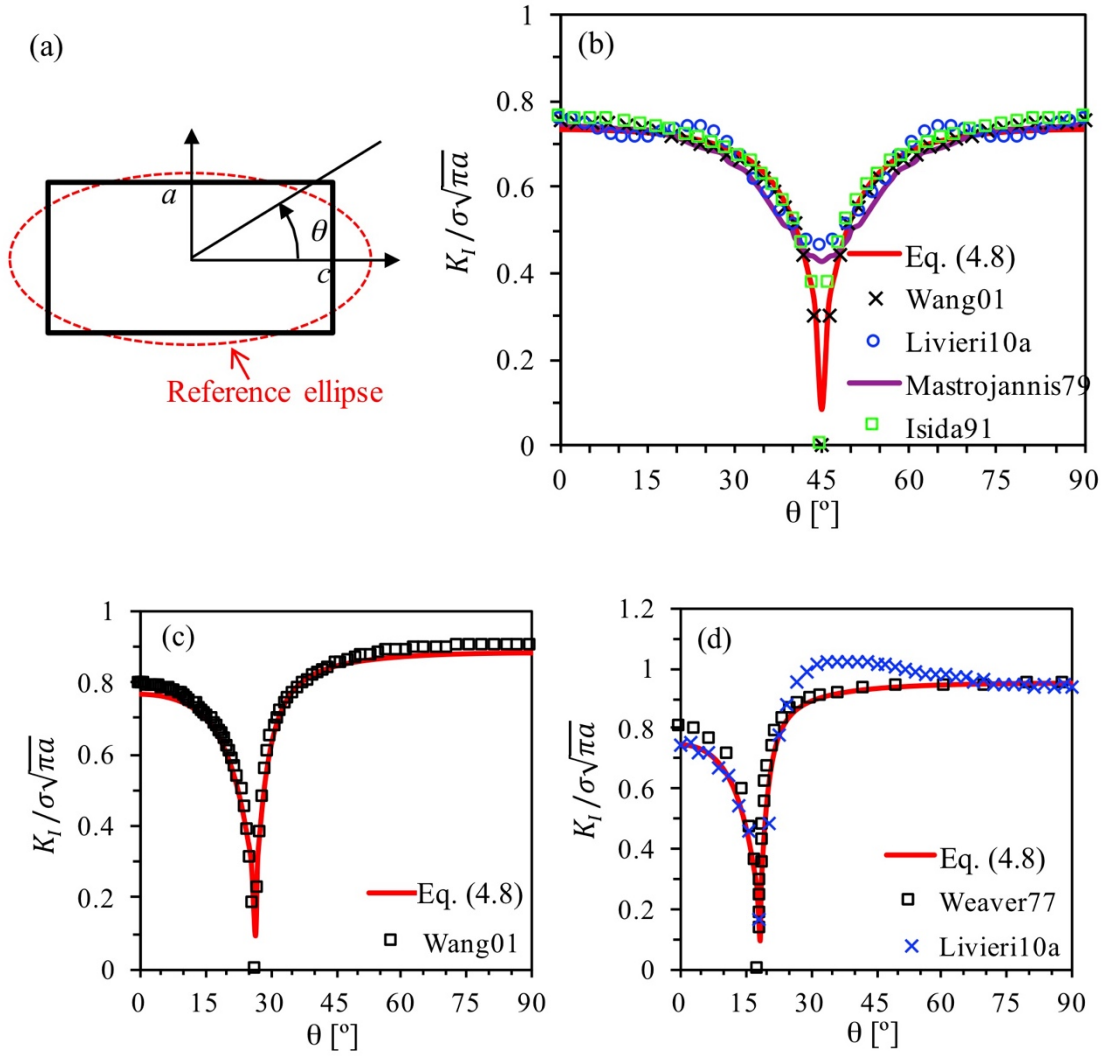 (a)
a
θ
c
Reference ellipse
(b)
1
0.8
0.6
0.4
0.2
0
K_I /σ√πa
Eq. (4.8)
Wang01
Livieri10a
Mastrojannis79
Isida91
0 15 30 45 60 75 90
θ [º]
(c)
1
0.8
0.6
0.4
0.2
0
K_I /σ√πa
Eq. (4.8)
Wang01
0 15 30 45 60 75 90
θ [º]
(d)
1.2
1
0.8
0.6
0.4
0.2
0
K_I /σ√πa
Eq. (4.8)
Weaver77
Livieri10a
0 15 30 45 60 75 90
θ [º]